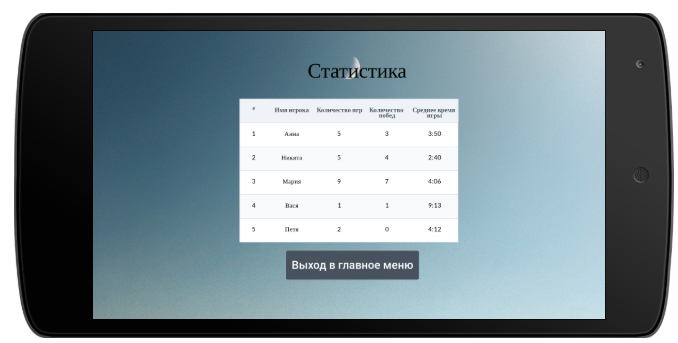 Статистика
# Имя игрока Количество игр Количество побед Среднее время игры
1 Анна 5 3 3:50
2 Никита 5 4 2:40
3 Мария 9 7 4:06
4 Вася 1 1 9:13
5 Петя 2 0 4:12
Выход в главное меню